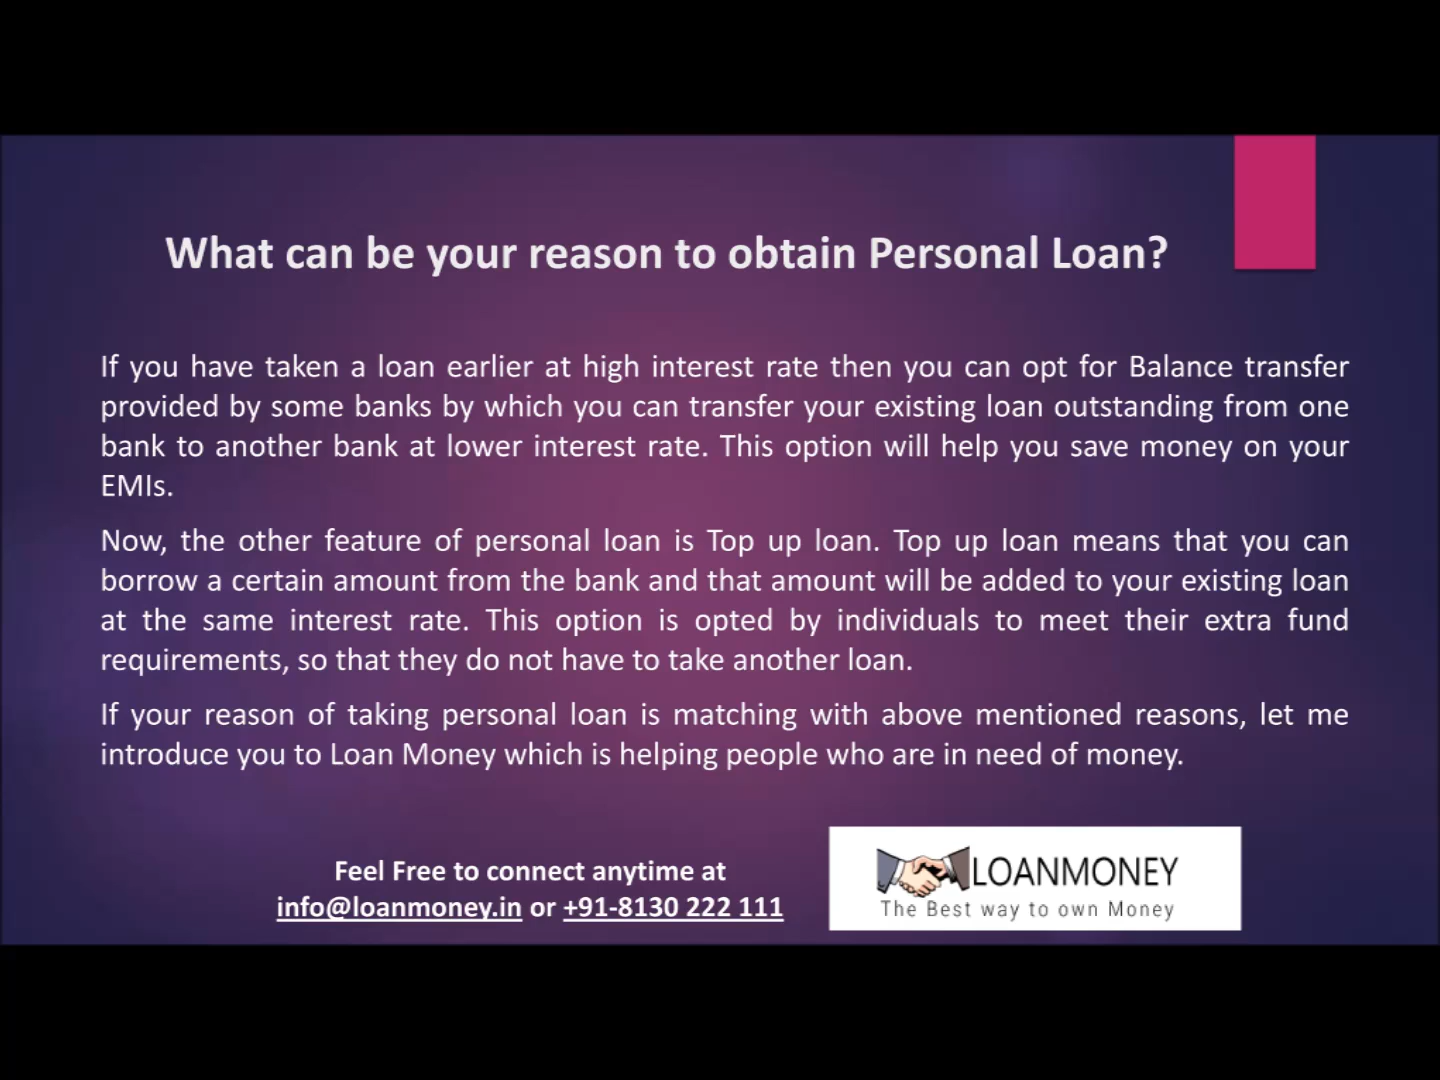 What can be your reason to obtain Personal Loan?
If you have taken a loan earlier at high interest rate then you can opt for Balance transfer
provided by some banks by which you can transfer your existing loan outstanding from one
bank to another bank at lower interest rate. This option will help you save money on your
EMIs.
Now, the other feature of personal loan is Top up loan. Top up loan means that you can
borrow a certain amount from the bank and that amount will be added to your existing loan
at the same interest rate. This option is opted by individuals to meet their extra fund
requirements, so that they do not have to take another loan.
If your reason of taking personal loan is matching with above mentioned reasons, let me
introduce you to Loan Money which is helping people who are in need of money.
Feel Free to connect anytime at
info@loanmoney.in or +91-8130 222 111
LOANMONEY
The Best way to own Money